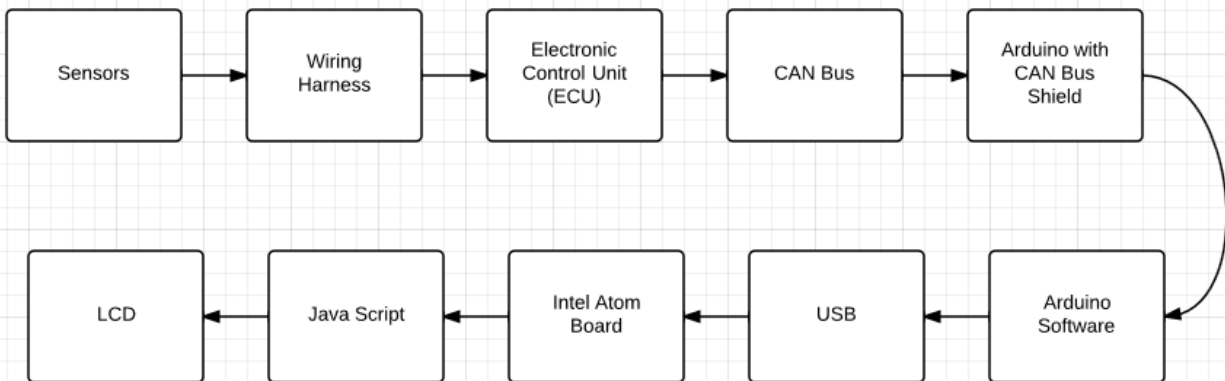 Sensors
Wiring
Harness
Electronic
Control Unit
(ECU)
CAN Bus
Arduino with
CAN Bus
Shield
Arduino
Software
USB
Intel Atom
Board
Java Script
LCD